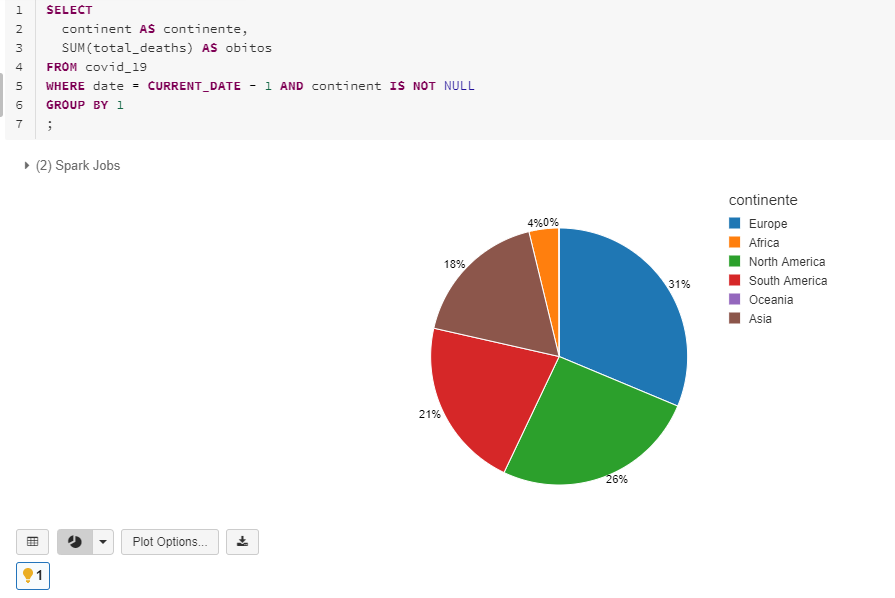 1 SELECT
2 continent AS continente,
3 SUM(total_deaths) AS obitos
4 FROM covid_19
5 WHERE date = CURRENT_DATE - 1 AND continent IS NOT NULL
6 GROUP BY 1
7 ;
(2) Spark Jobs
continente
Europe
Africa
North America
South America
Oceania
Asia
4%0%
18%
31%
21%
26%
Plot Options...
1